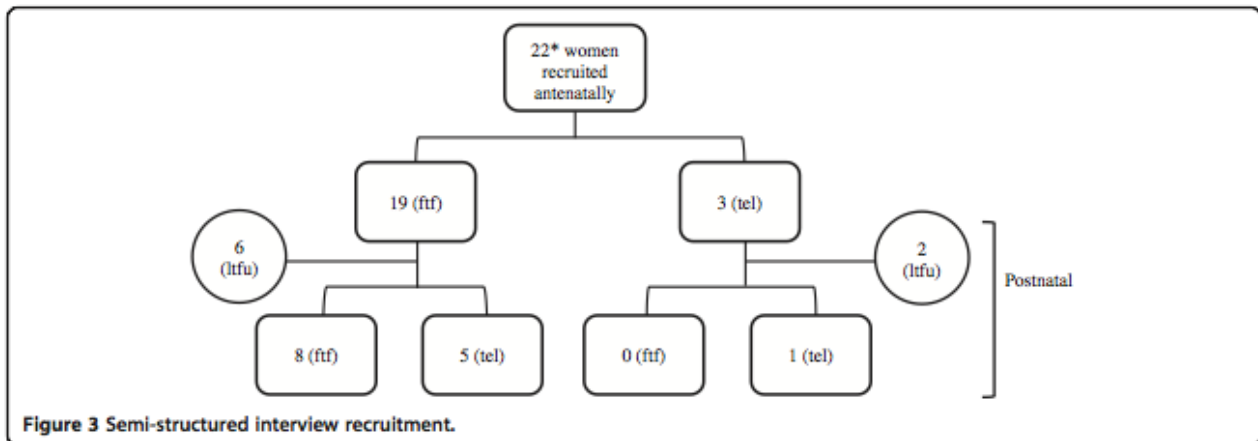 22* women
recruited
antenatally
19 (ftf)
3 (tel)
6
(ltfu)
2
(ltfu)
Postnatal
8 (ftf)
5 (tel)
0 (ftf)
1 (tel)
Figure 3 Semi-structured interview recruitment.